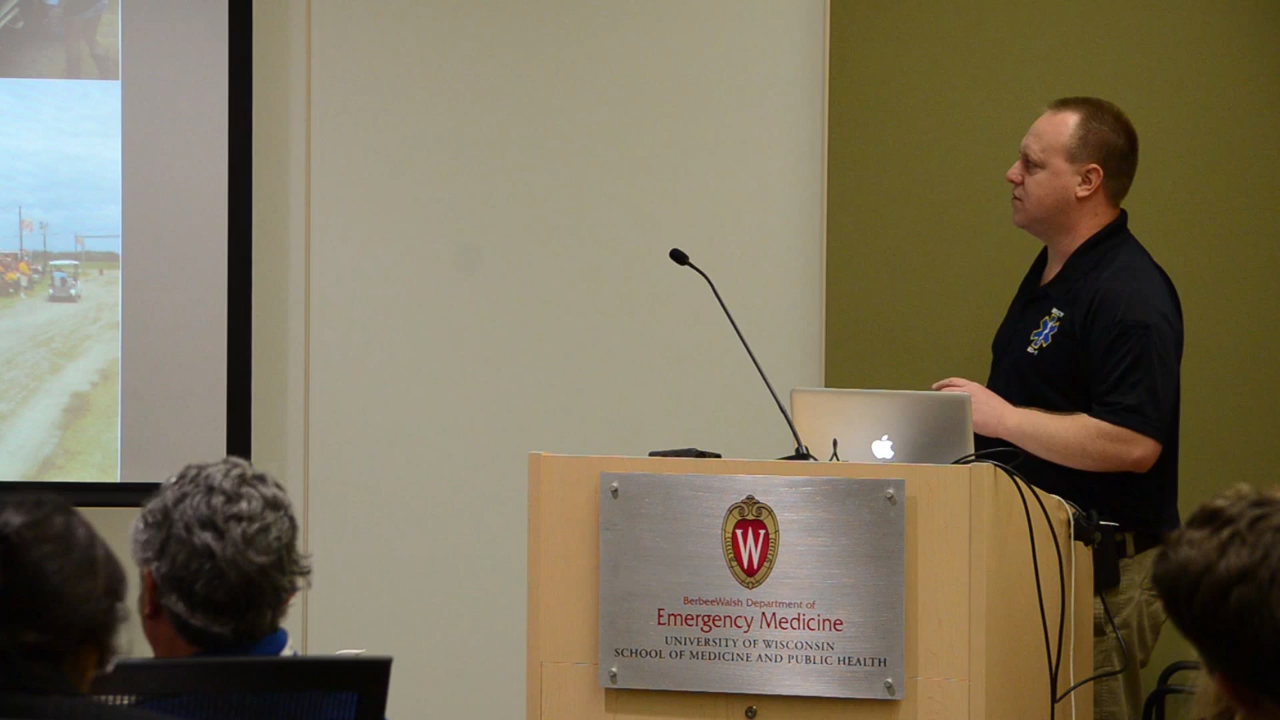 W
BerbeeWalsh Department of
Emergency Medicine
UNIVERSITY OF WISCONSIN
SCHOOL OF MEDICINE AND PUBLIC HEALTH